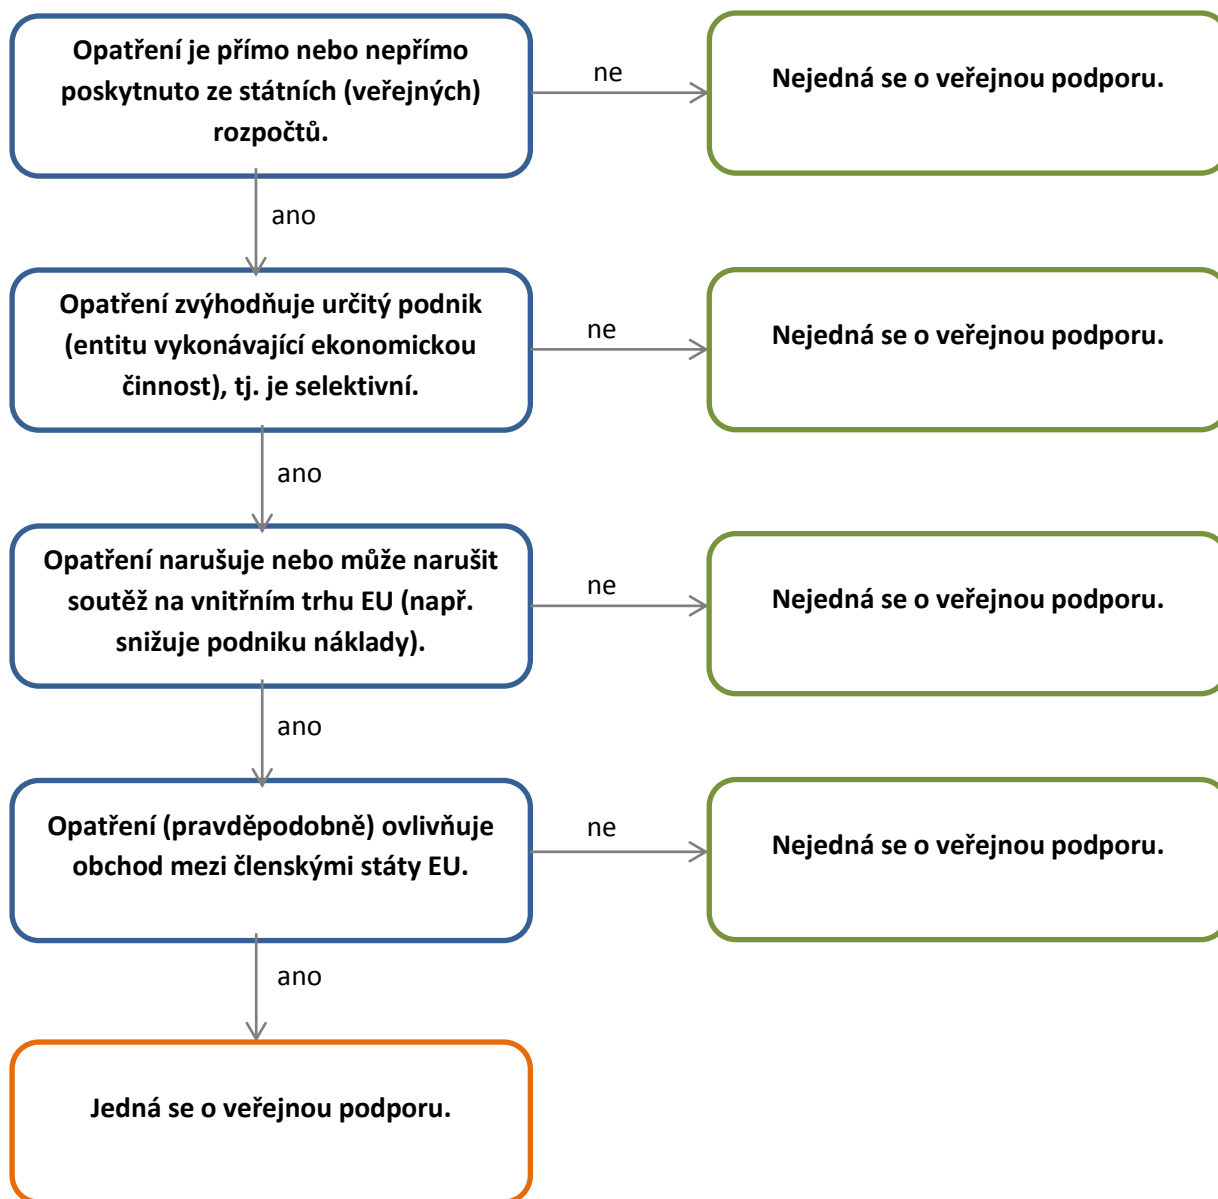 Opatření je přímo nebo nepřímo
poskytnuto ze státních (veřejných)
rozpočtů.
ne
Nejedná se o veřejnou podporu.
ano
Opatření zvýhodňuje určitý podnik
(entitu vykonávající ekonomickou
činnost), tj. je selektivní.
ne
Nejedná se o veřejnou podporu.
ano
Opatření narušuje nebo může narušit
soutěž na vnitřním trhu EU (např.
snižuje podniku náklady).
ne
Nejedná se o veřejnou podporu.
ano
Opatření (pravděpodobně) ovlivňuje
obchod mezi členskými státy EU.
ne
Nejedná se o veřejnou podporu.
ano
Jedná se o veřejnou podporu.